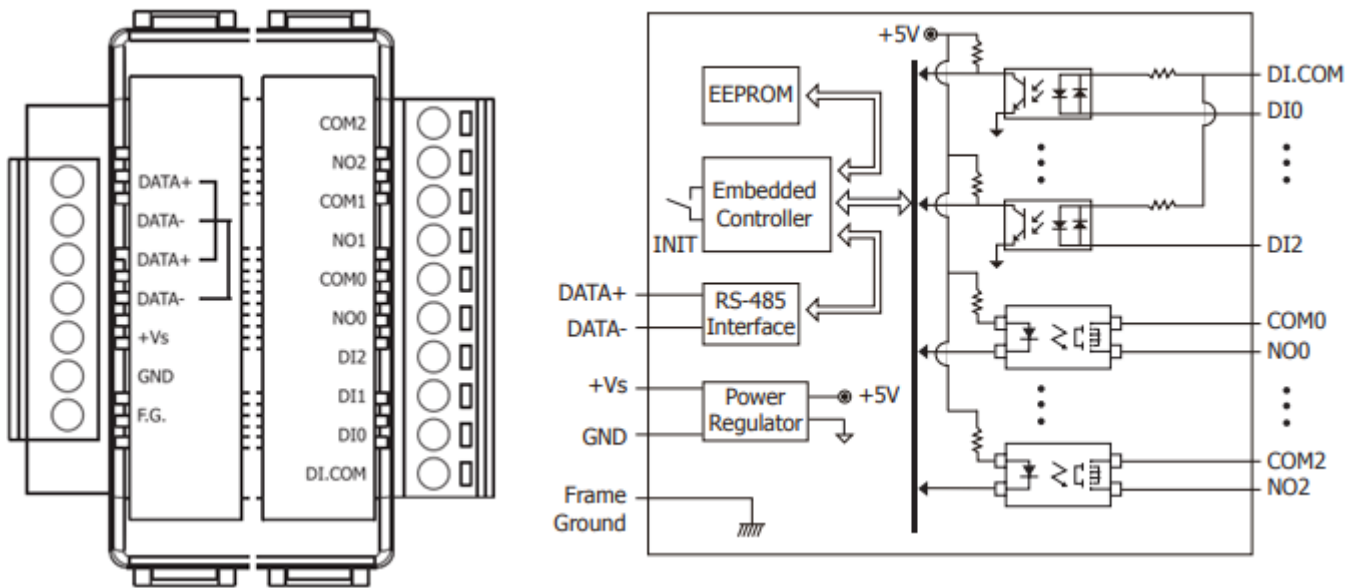 DATA+
DATA-
DATA+
DATA-
+Vs
GND
F.G.
COM2
NO2
COM1
NO1
COM0
NO0
DI2
DI1
DI0
DI.COM
+5V
EEPROM
Embedded
Controller
INIT
DATA+
DATA-
RS-485
Interface
+Vs
GND
Power
Regulator
+5V
Frame
Ground
DI.COM
DI0
DI2
COM0
NO0
COM2
NO2